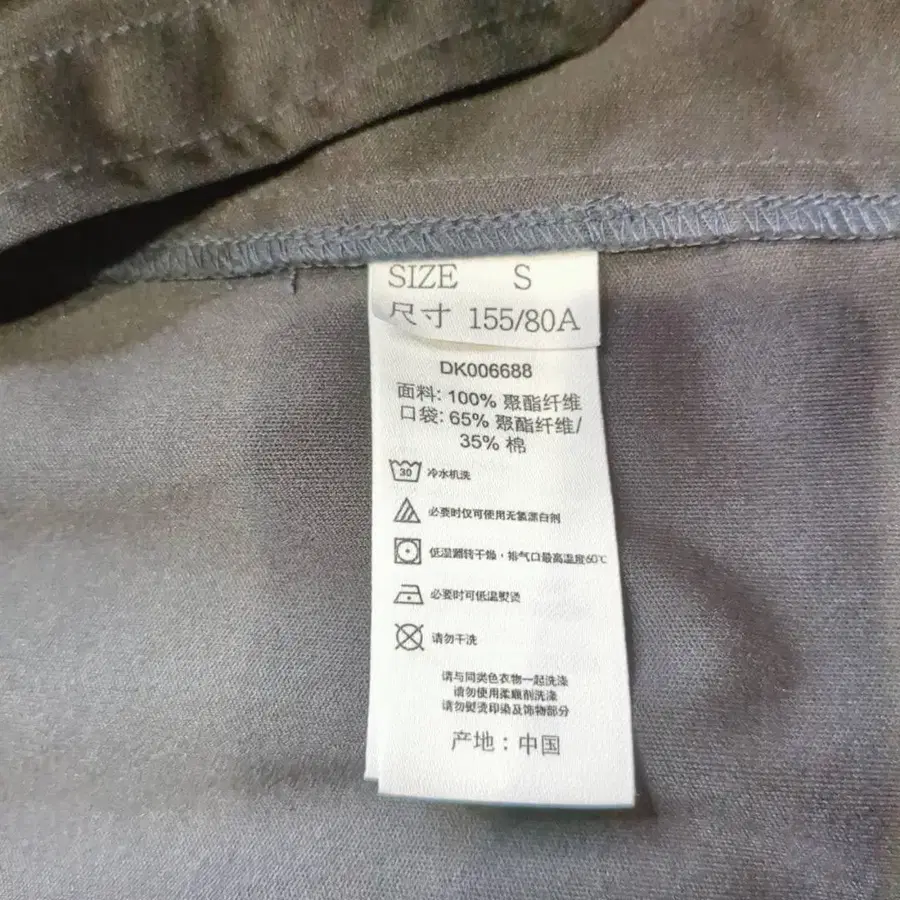 SIZE S
尺寸 155/80A
DK006688
面料: 100% 聚酯纤维
口袋: 65% 聚酯纤维/
35% 棉
30 冷水机洗
必要时仅可使用无氯漂白剂
低温翻转干燥，排气口最高温度60℃
必要时可低温熨烫
请勿干洗
请与同类色衣物一起洗涤
请勿使用柔顺剂洗涤
请勿熨烫印染及饰物部分
产地：中国